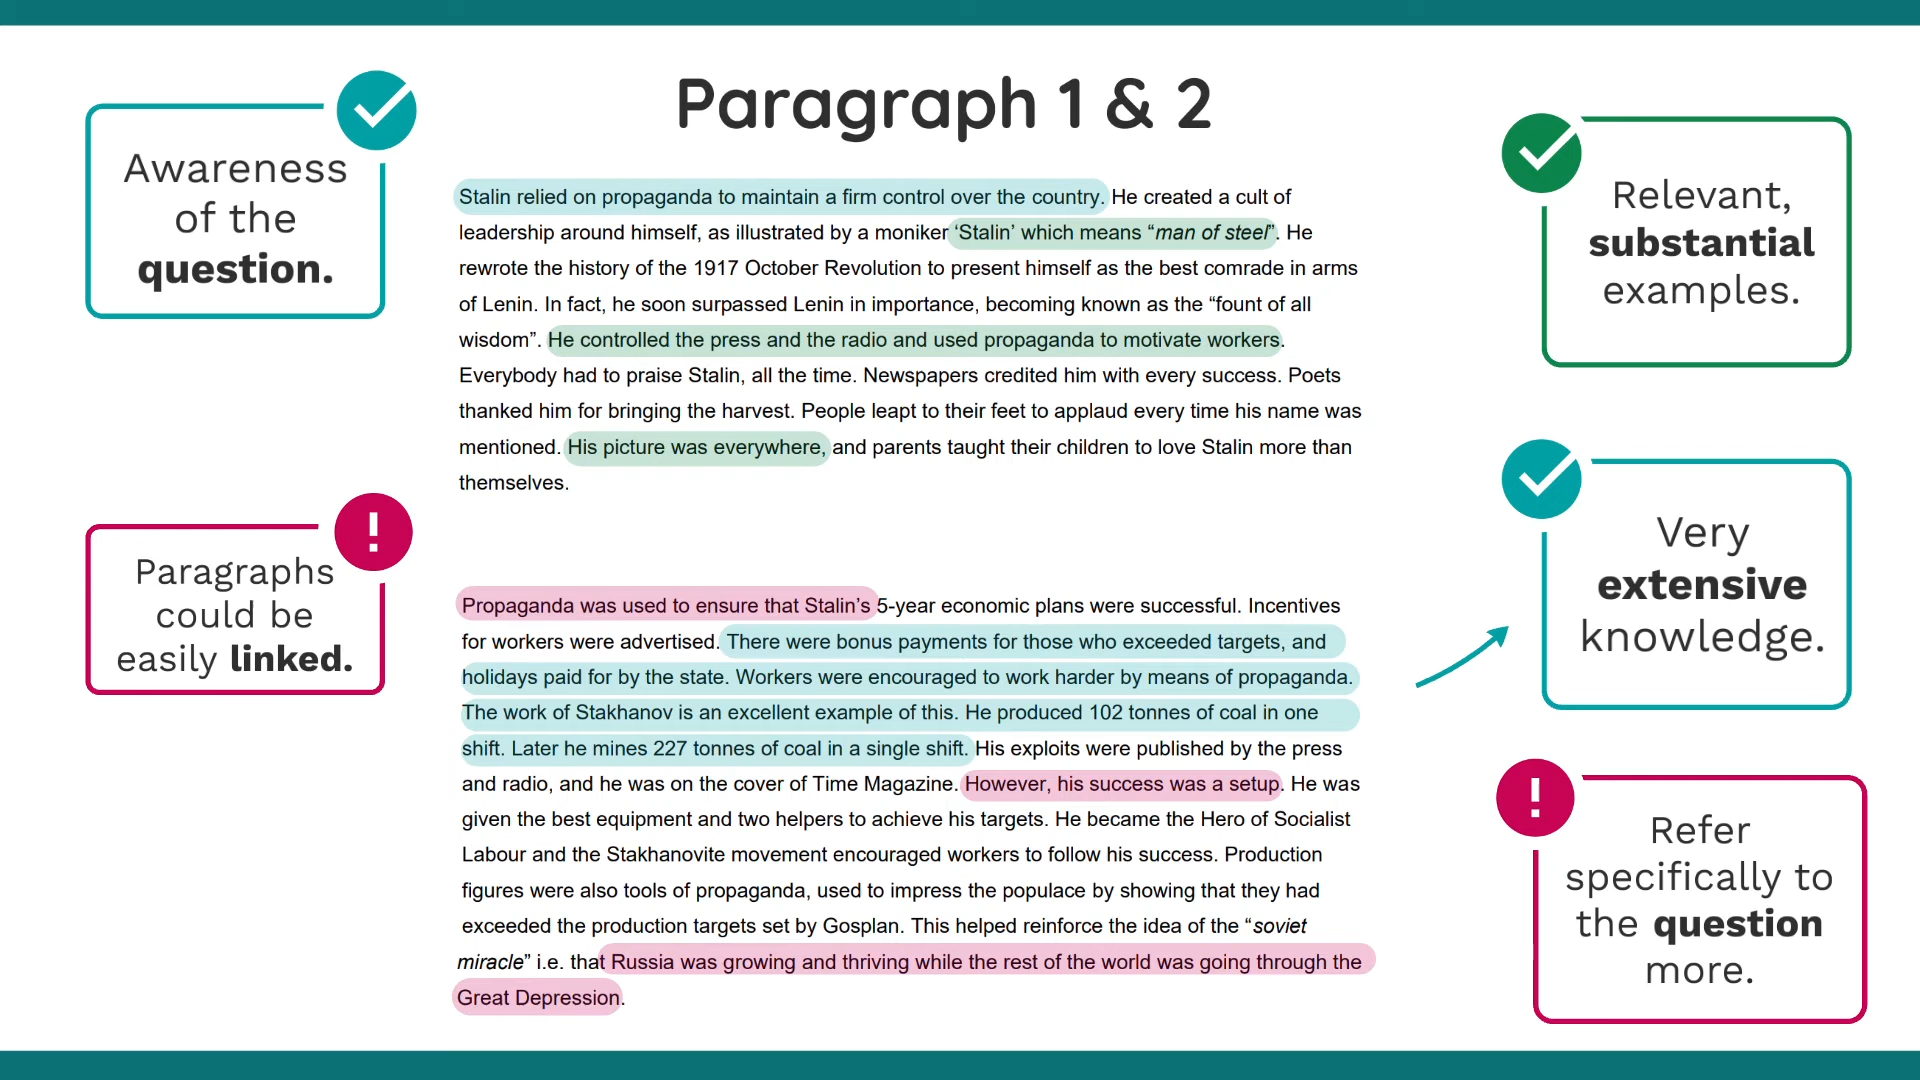 Paragraph 1 & 2
Awareness
of the
question.
Paragraphs
could be
easily linked.
Stalin relied on propaganda to maintain a firm control over the country. He created a cult of
leadership around himself, as illustrated by a moniker ‘Stalin’ which means “man of steel”. He
rewrote the history of the 1917 October Revolution to present himself as the best comrade in arms
of Lenin. In fact, he soon surpassed Lenin in importance, becoming known as the “fount of all
wisdom”. He controlled the press and the radio and used propaganda to motivate workers.
Everybody had to praise Stalin, all the time. Newspapers credited him with every success. Poets
thanked him for bringing the harvest. People leapt to their feet to applaud every time his name was
mentioned. His picture was everywhere, and parents taught their children to love Stalin more than
themselves.
Propaganda was used to ensure that Stalin’s 5-year economic plans were successful. Incentives
for workers were advertised. There were bonus payments for those who exceeded targets, and
holidays paid for by the state. Workers were encouraged to work harder by means of propaganda.
The work of Stakhanov is an excellent example of this. He produced 102 tonnes of coal in one
shift. Later he mines 227 tonnes of coal in a single shift. His exploits were published by the press
and radio, and he was on the cover of Time Magazine. However, his success was a setup. He was
given the best equipment and two helpers to achieve his targets. He became the Hero of Socialist
Labour and the Stakhanovite movement encouraged workers to follow his success. Production
figures were also tools of propaganda, used to impress the populace by showing that they had
exceeded the production targets set by Gosplan. This helped reinforce the idea of the “soviet
miracle” i.e. that Russia was growing and thriving while the rest of the world was going through the
Great Depression.
Relevant,
substantial
examples.
Very
extensive
knowledge.
Refer
specifically to
the question
more.